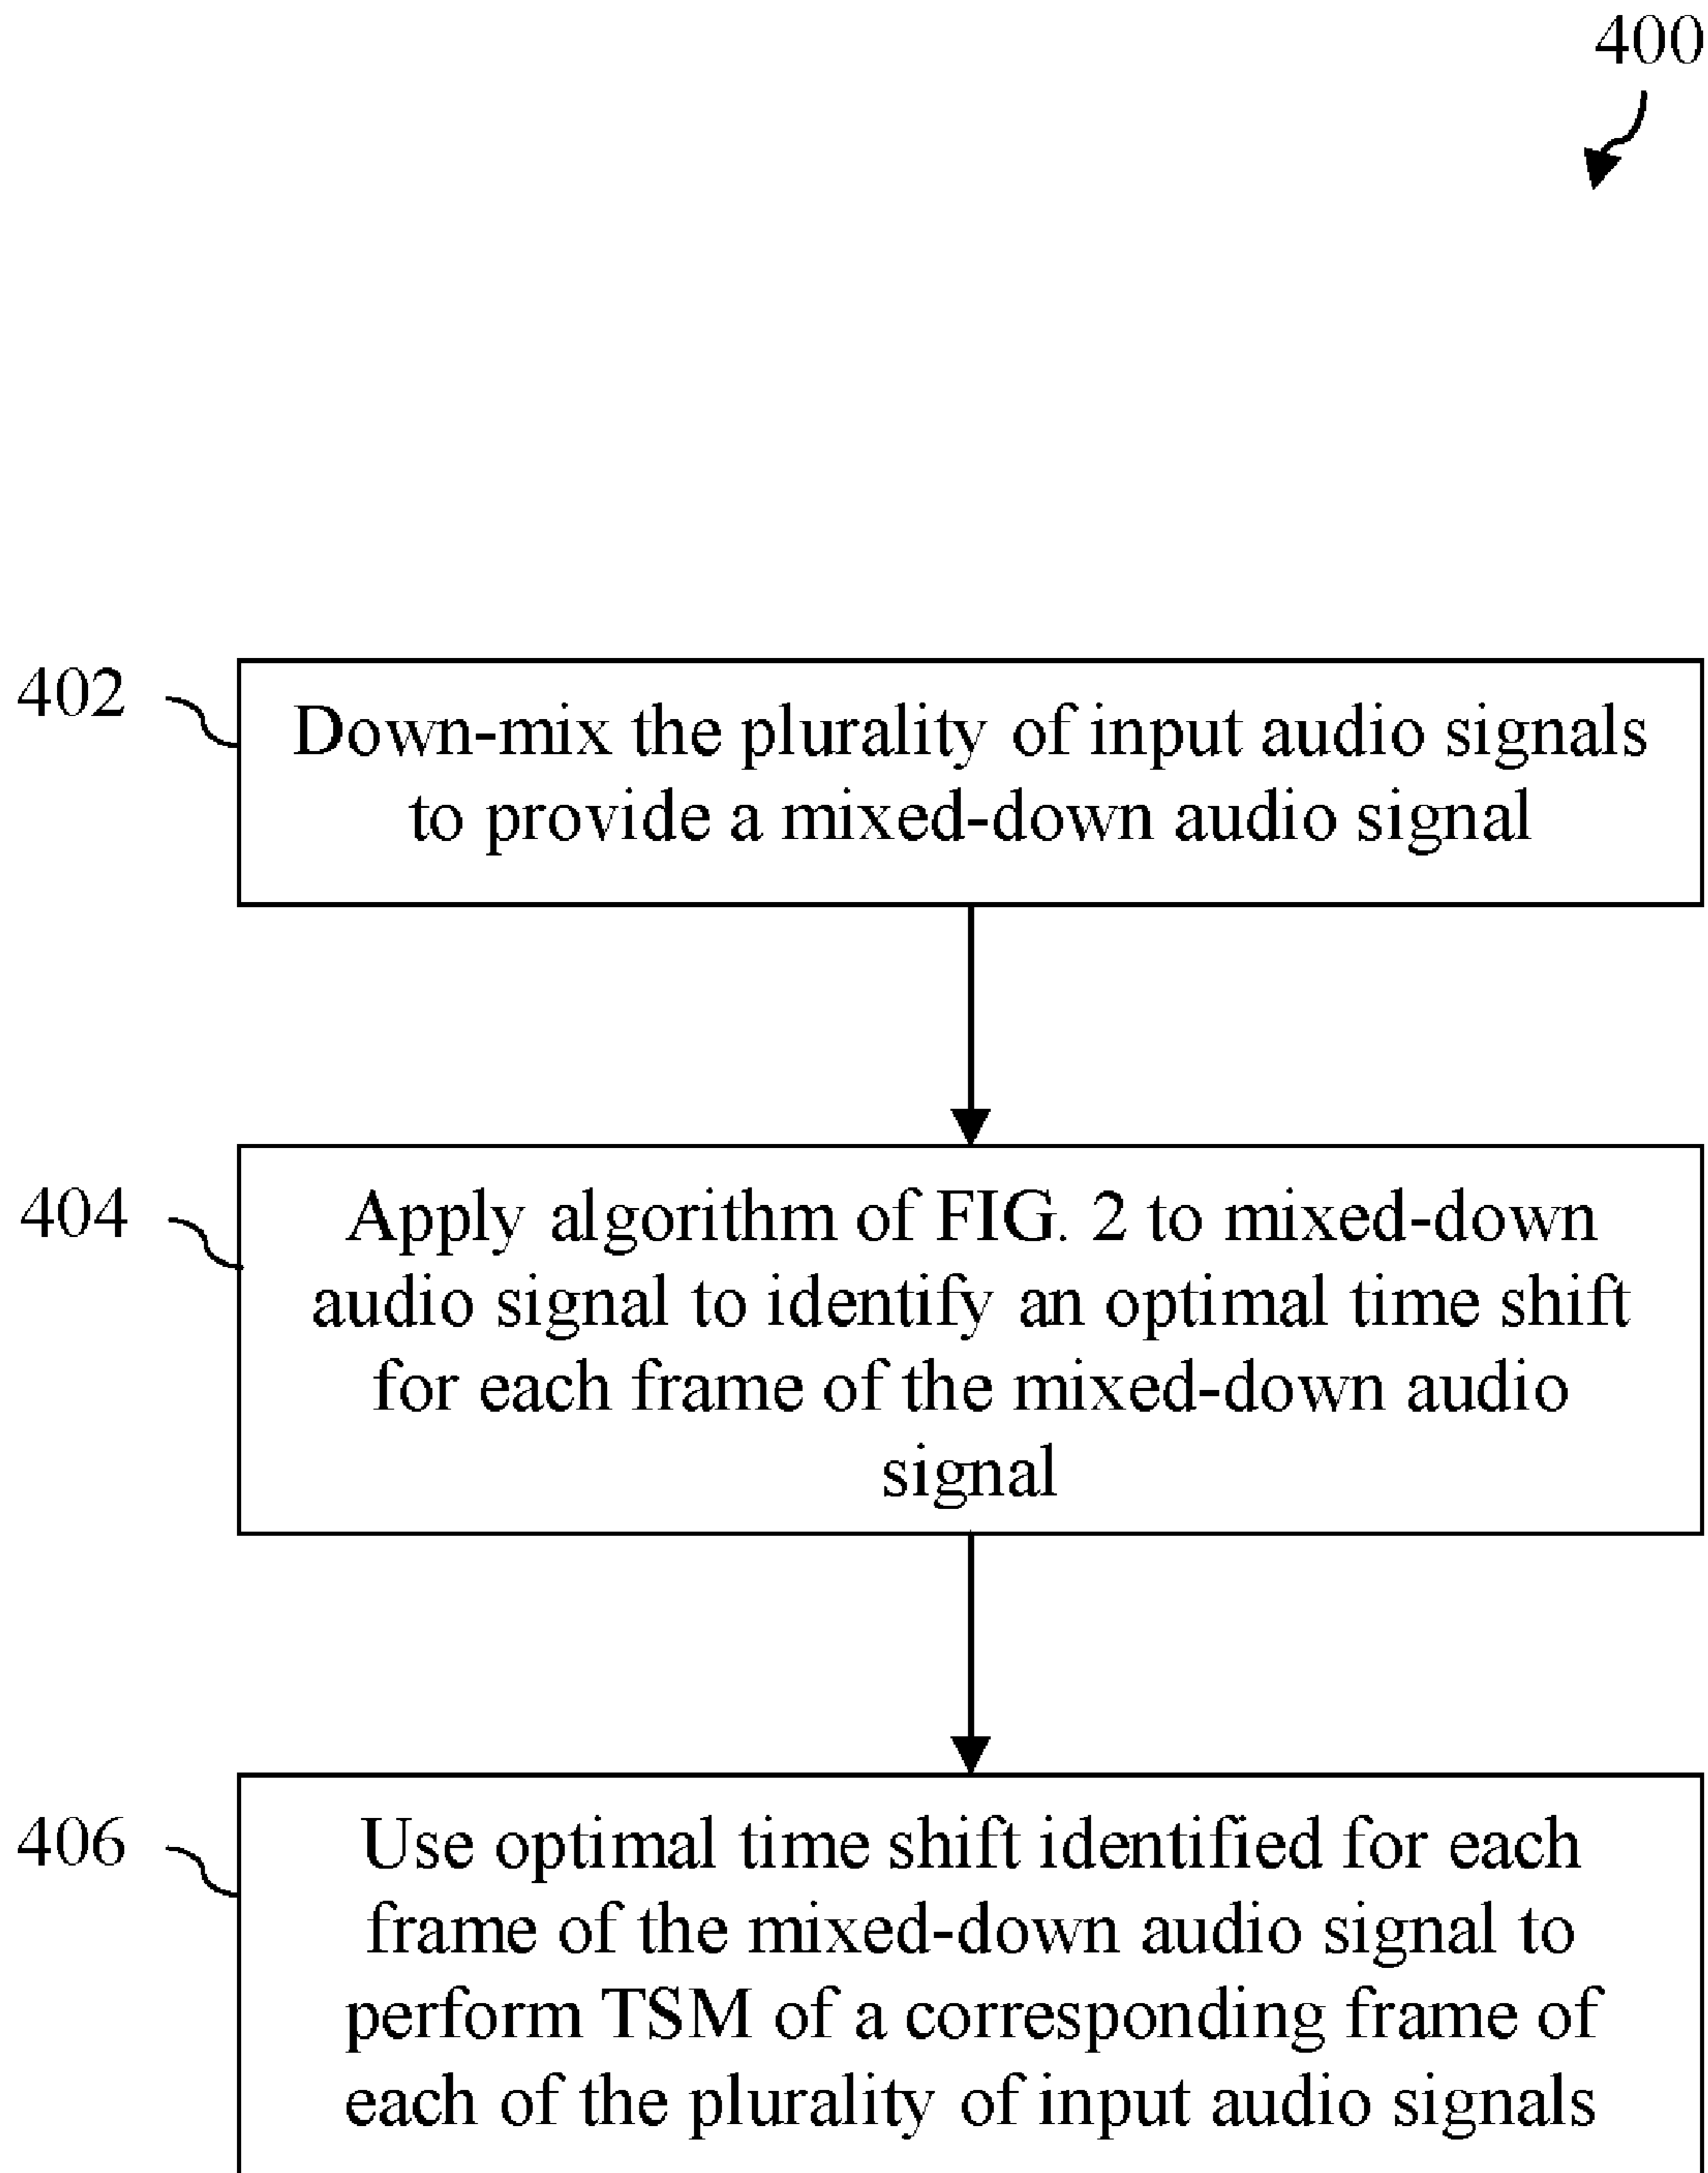 400
402
Down-mix the plurality of input audio signals
to provide a mixed-down audio signal
404
Apply algorithm of FIG. 2 to mixed-down
audio signal to identify an optimal time shift
for each frame of the mixed-down audio
signal
406
Use optimal time shift identified for each
frame of the mixed-down audio signal to
perform TSM of a corresponding frame of
each of the plurality of input audio signals